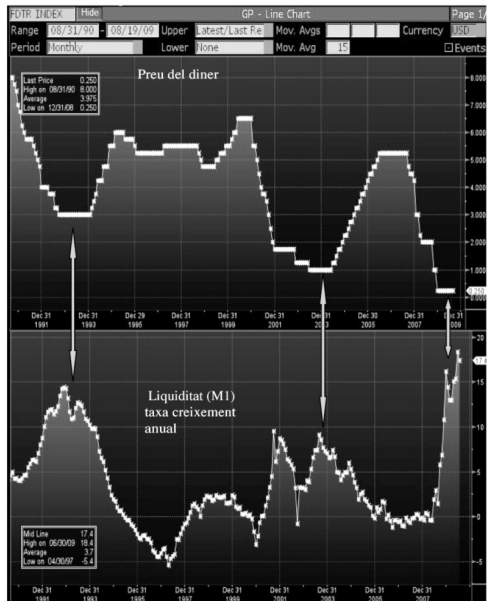 FDTR INDEX Hide GP - Line Chart Page 1/
Range 08/31/90 - 08/19/09 Upper Latest/Last Re Mov. Avgs Currency USD
Period Monthly Lower None Mov. Avg 15 Events
Preu del diner
Last Price 0.250
High on 08/31/90 8.000
Average 3.975
Low on 12/31/08 0.250
8.000
7.000
6.000
5.000
4.000
3.000
2.000
1.000
0.250
0.000
Dec 31 Dec 31 Dec 29 Dec 31 Dec 31 Dec 31 Dec 31 Dec 30 Dec 31 Dec 31
1991 1993 1995 1997 1999 2001 2003 2005 2007 2009
Liquiditat (M1)
taxa creixement
anual
20
17.4
15
10
5
0
-5
Mid Line 17.4
High on 06/30/09 18.4
Average 3.7
Low on 04/30/97 -5.4
Dec 31 Dec 31 Dec 31 Dec 31 Dec 31 Dec 31 Dec 31 Dec 31 Dec 31
1991 1993 1995 1997 1999 2001 2003 2005 2007